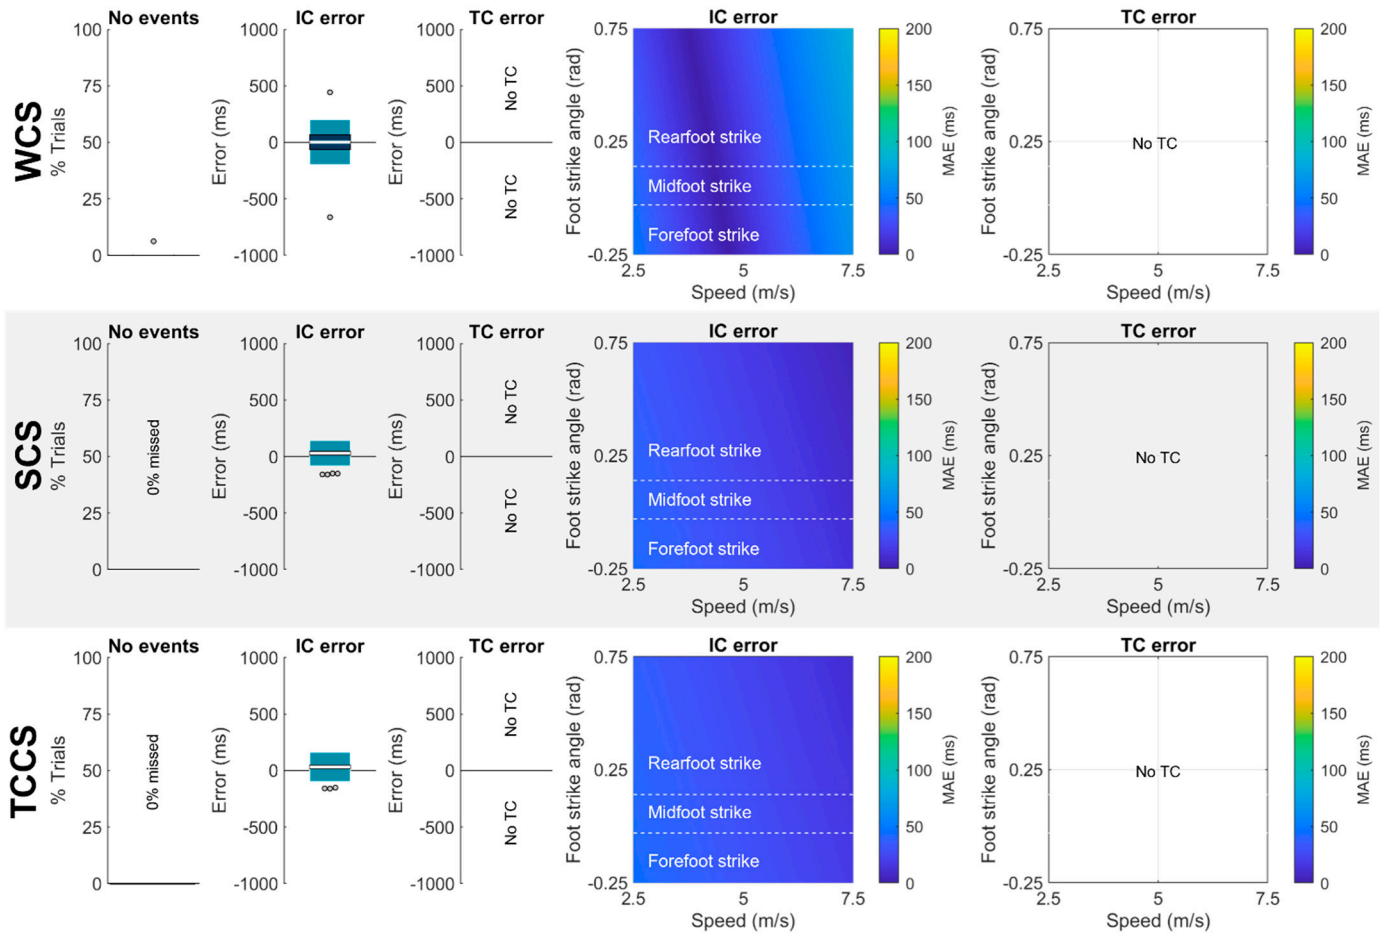 WCS
No events
% Trials
100
75
50
25
0
IC error
Error (ms)
1000
500
0
-500
-1000
TC error
Error (ms)
1000
500
0
-500
-1000
No TC
No TC
IC error
Foot strike angle (rad)
0.75
0.25
-0.25
Rearfoot strike
Midfoot strike
Forefoot strike
2.5
5
7.5
Speed (m/s)
200
150
100
50
0
MAE (ms)
TC error
Foot strike angle (rad)
0.75
0.25
-0.25
No TC
2.5
5
7.5
Speed (m/s)
200
150
100
50
0
MAE (ms)
SCS
No events
% Trials
100
75
50
25
0
0% missed
IC error
Error (ms)
1000
500
0
-500
-1000
TC error
Error (ms)
1000
500
0
-500
-1000
No TC
No TC
IC error
Foot strike angle (rad)
0.75
0.25
-0.25
Rearfoot strike
Midfoot strike
Forefoot strike
2.5
5
7.5
Speed (m/s)
200
150
100
50
0
MAE (ms)
TC error
Foot strike angle (rad)
0.75
0.25
-0.25
No TC
2.5
5
7.5
Speed (m/s)
200
150
100
50
0
MAE (ms)
TCCS
No events
% Trials
100
75
50
25
0
0% missed
IC error
Error (ms)
1000
500
0
-500
-1000
TC error
Error (ms)
1000
500
0
-500
-1000
No TC
No TC
IC error
Foot strike angle (rad)
0.75
0.25
-0.25
Rearfoot strike
Midfoot strike
Forefoot strike
2.5
5
7.5
Speed (m/s)
200
150
100
50
0
MAE (ms)
TC error
Foot strike angle (rad)
0.75
0.25
-0.25
No TC
2.5
5
7.5
Speed (m/s)
200
150
100
50
0
MAE (ms)